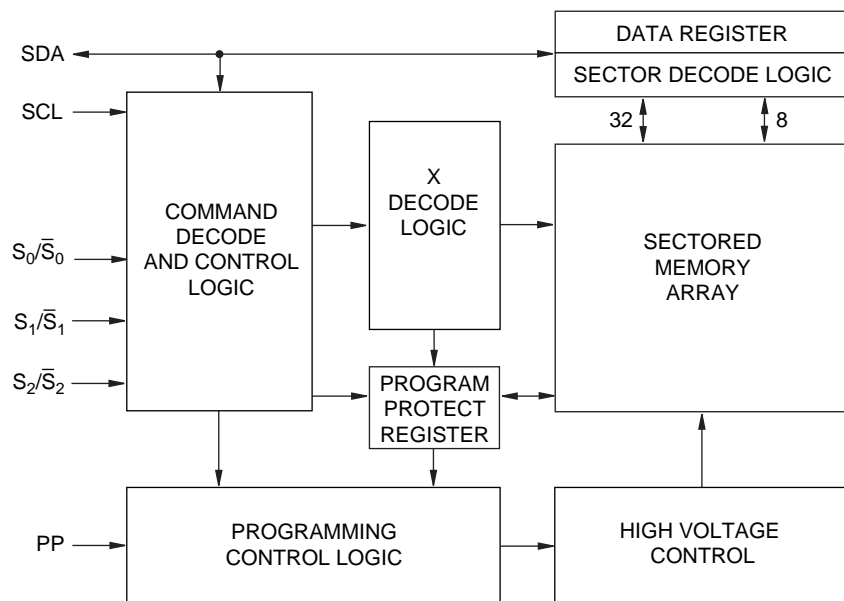 SDA
DATA REGISTER
SECTOR DECODE LOGIC
SCL
32
8
COMMAND
DECODE
AND CONTROL
LOGIC
X
DECODE
LOGIC
SECTORED
MEMORY
ARRAY
S₀/S̅₀
S₁/S̅₁
S₂/S̅₂
PROGRAM
PROTECT
REGISTER
PP
PROGRAMMING
CONTROL LOGIC
HIGH VOLTAGE
CONTROL